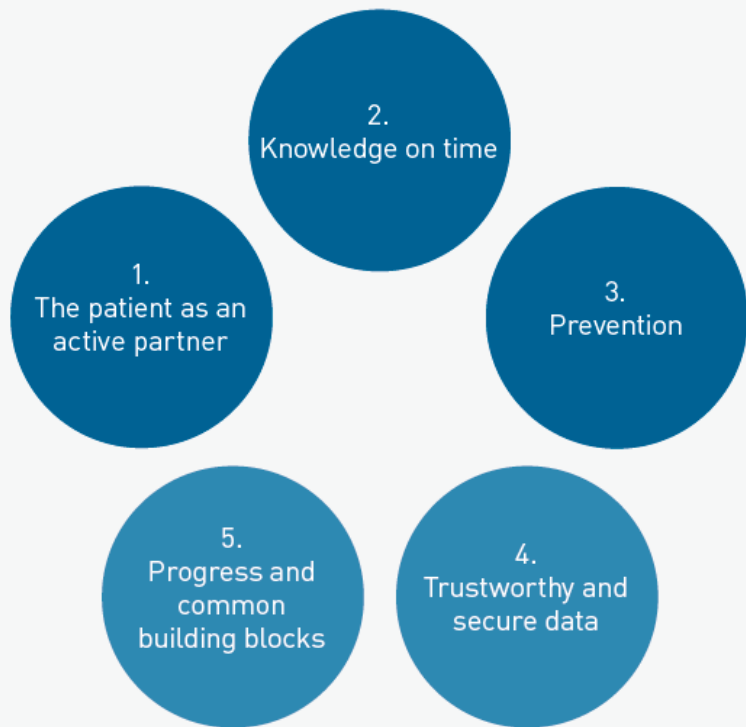 1.
The patient as an
active partner
2.
Knowledge on time
3.
Prevention
4.
Trustworthy and
secure data
5.
Progress and
common
building blocks